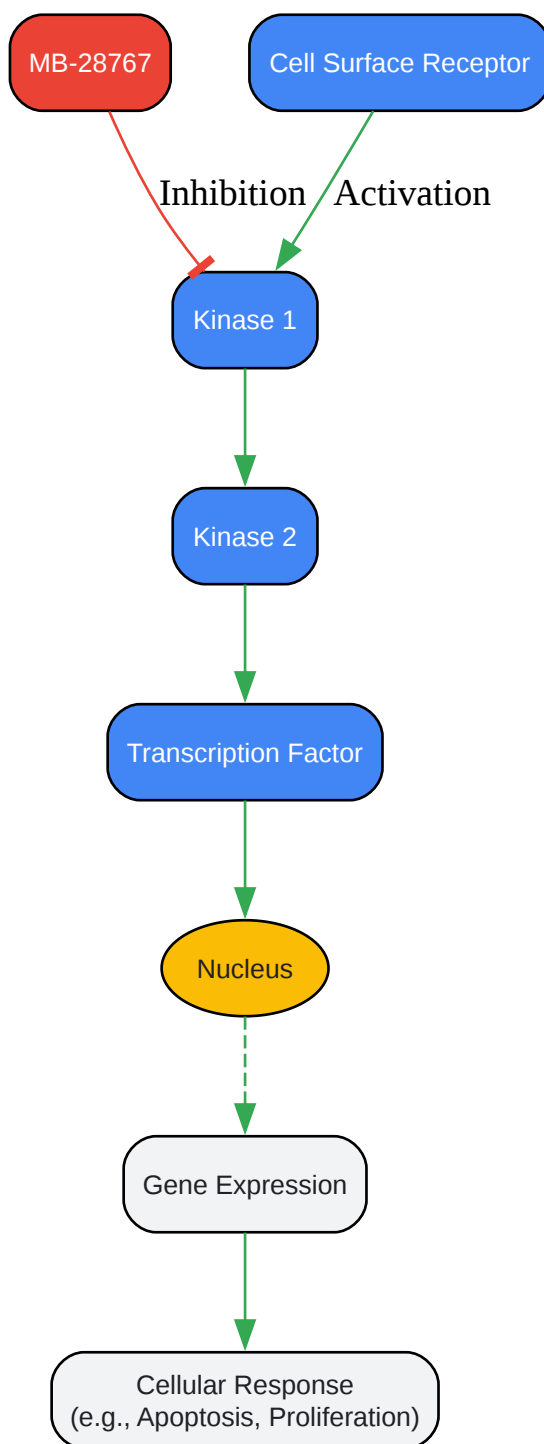 MB-28767
Cell Surface Receptor
Inhibition
Activation
Kinase 1
Kinase 2
Transcription Factor
Nucleus
Gene Expression
Cellular Response
(e.g., Apoptosis, Proliferation)